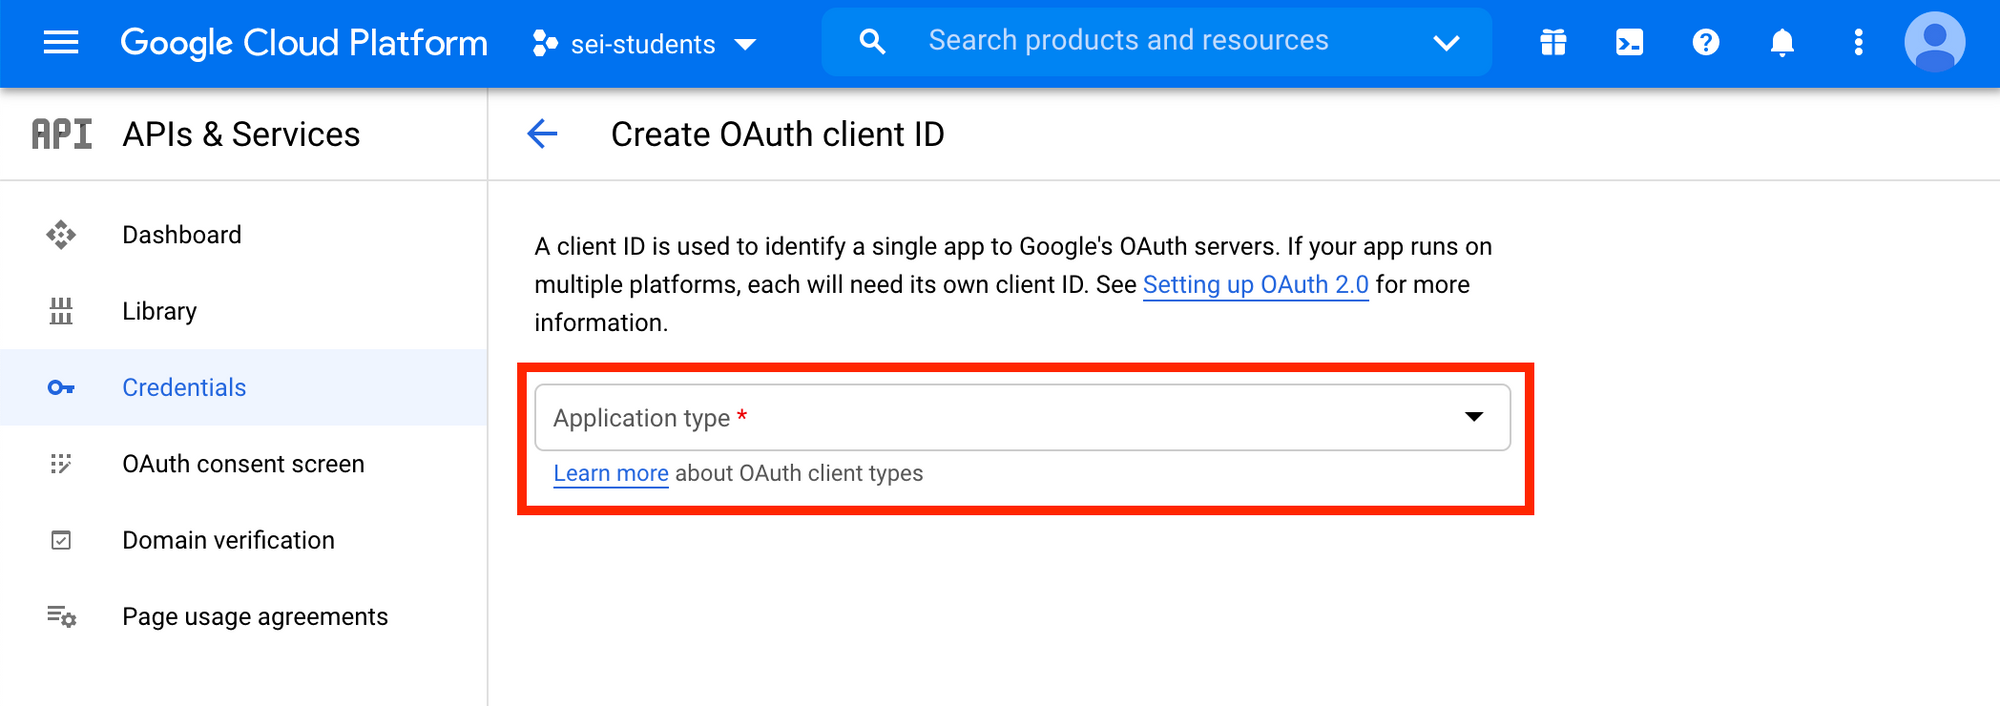 Google Cloud Platform
sei-students
Search products and resources
API
APIs & Services
Create OAuth client ID
Dashboard
Library
Credentials
OAuth consent screen
Domain verification
Page usage agreements
A client ID is used to identify a single app to Google's OAuth servers. If your app runs on
multiple platforms, each will need its own client ID. See Setting up OAuth 2.0 for more
information.
Application type *
Learn more about OAuth client types